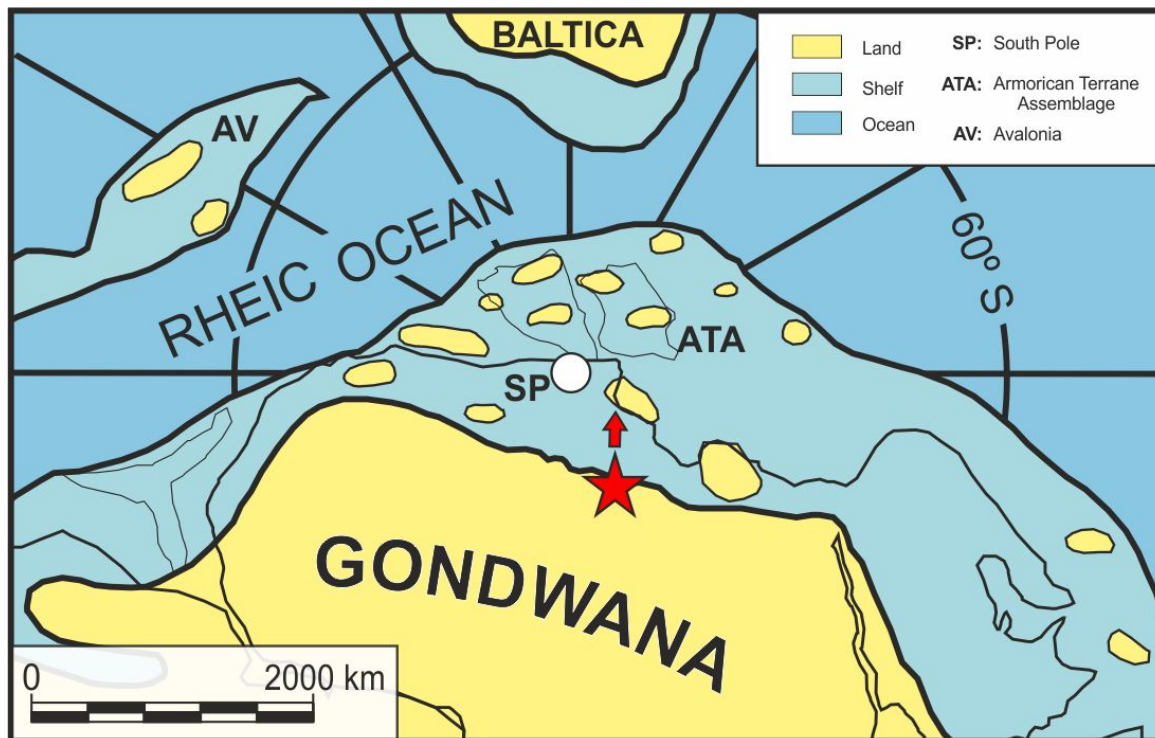 BALTICA
Land
SP: South Pole
Shelf
ATA: Armorican Terrane
Assemblage
Ocean
AV: Avalonia
AV
RHEIC OCEAN
60º S
ATA
SP
GONDWANA
0 2000 km